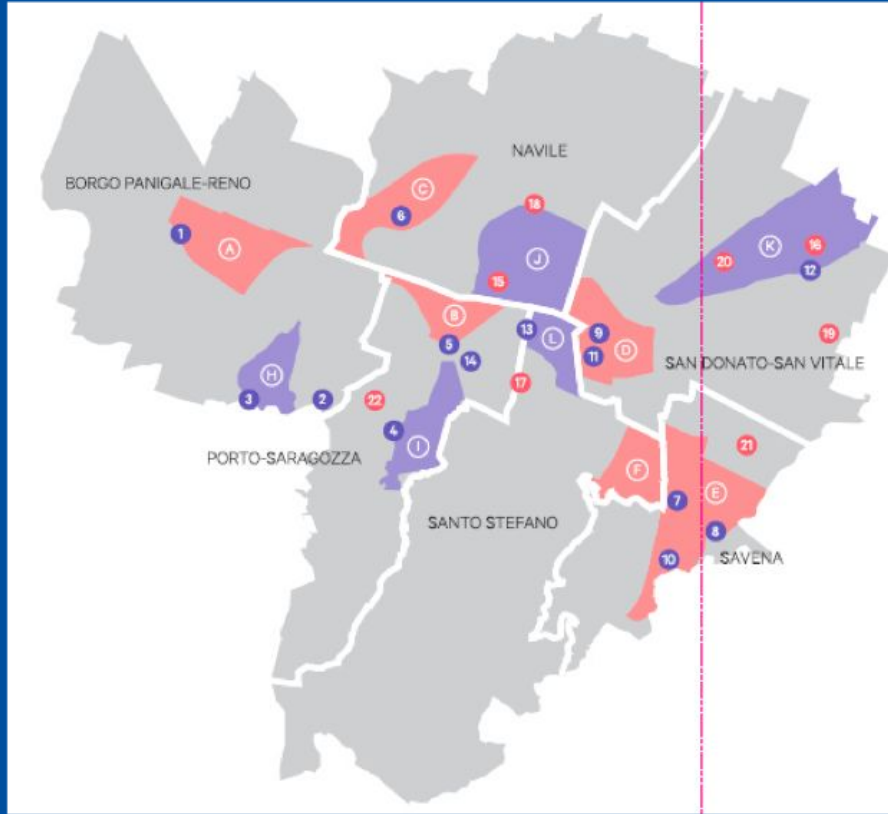 NAVILE
BORGO PANIGALE-RENO
C
K
6
18
16
1
A
J
20
12
15
B
13
L
9
19
5
11
D
14
SAN DONATO-SAN VITALE
H
17
3
2
22
4
21
I
PORTO-SARAGOZZA
F
E
7
SANTO STEFANO
8
10
SAVENA